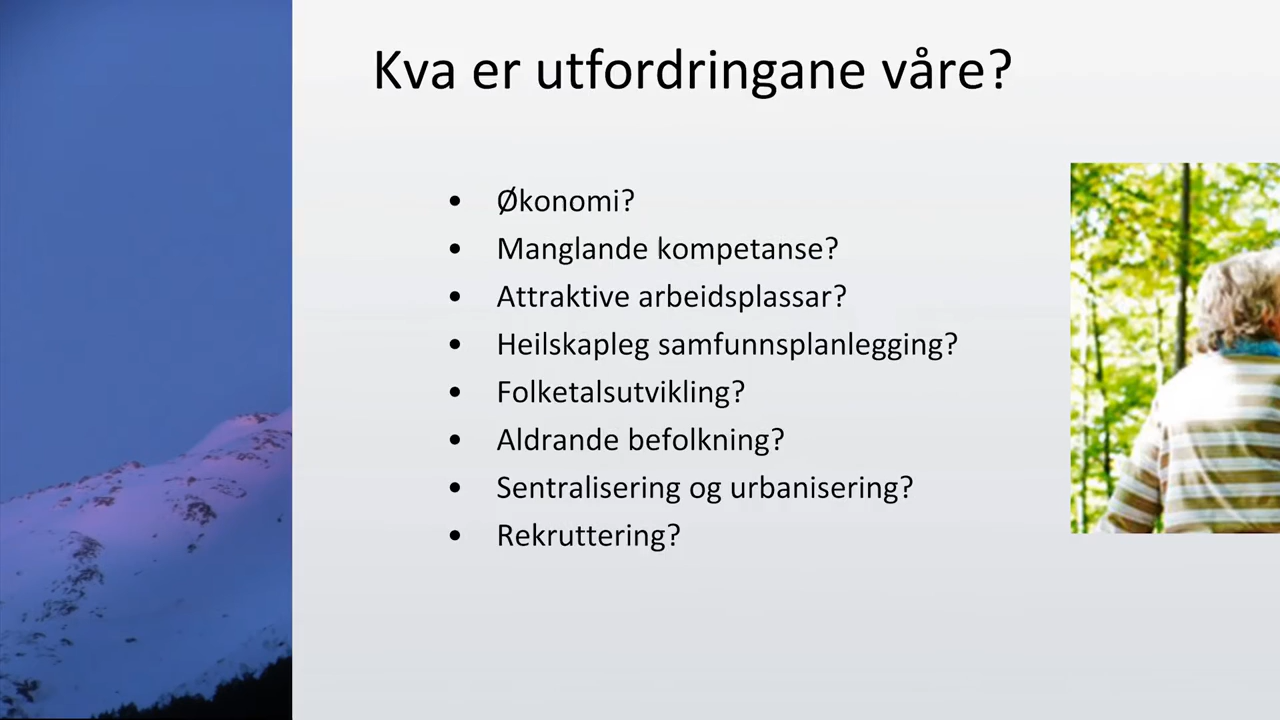 Kva er utfordringane våre?
• Økonomi?
• Manglande kompetanse?
• Attraktive arbeidsplassar?
• Heilskapleg samfunnsplanlegging?
• Folketalsutvikling?
• Aldrande befolkning?
• Sentralisering og urbanisering?
• Rekruttering?